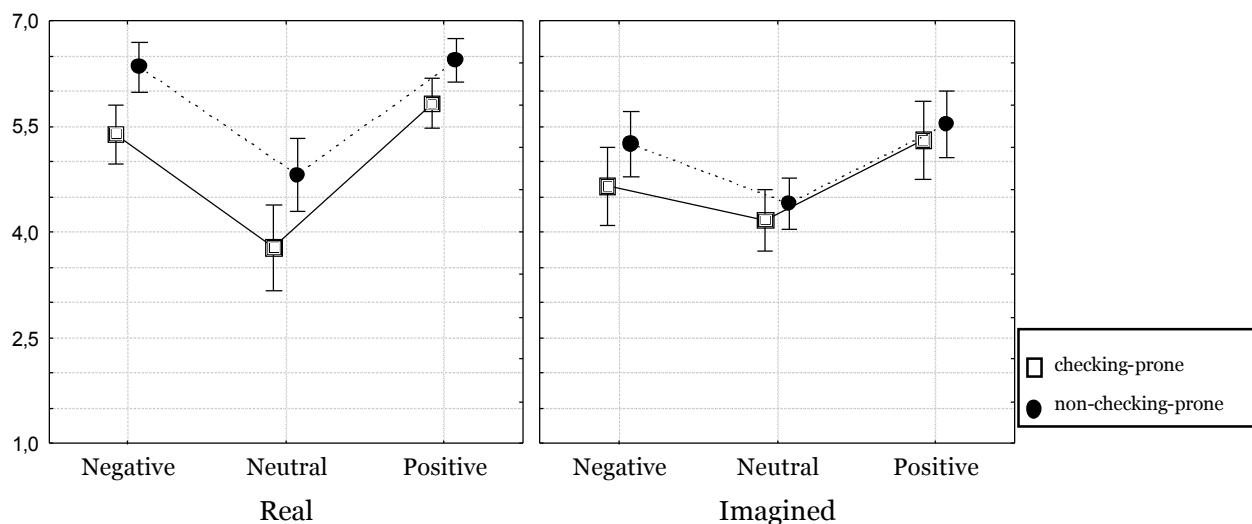 7,0
5,5
4,0
2,5
1,0
Negative Neutral Positive
Real
Negative Neutral Positive
Imagined
checking-prone
non-checking-prone